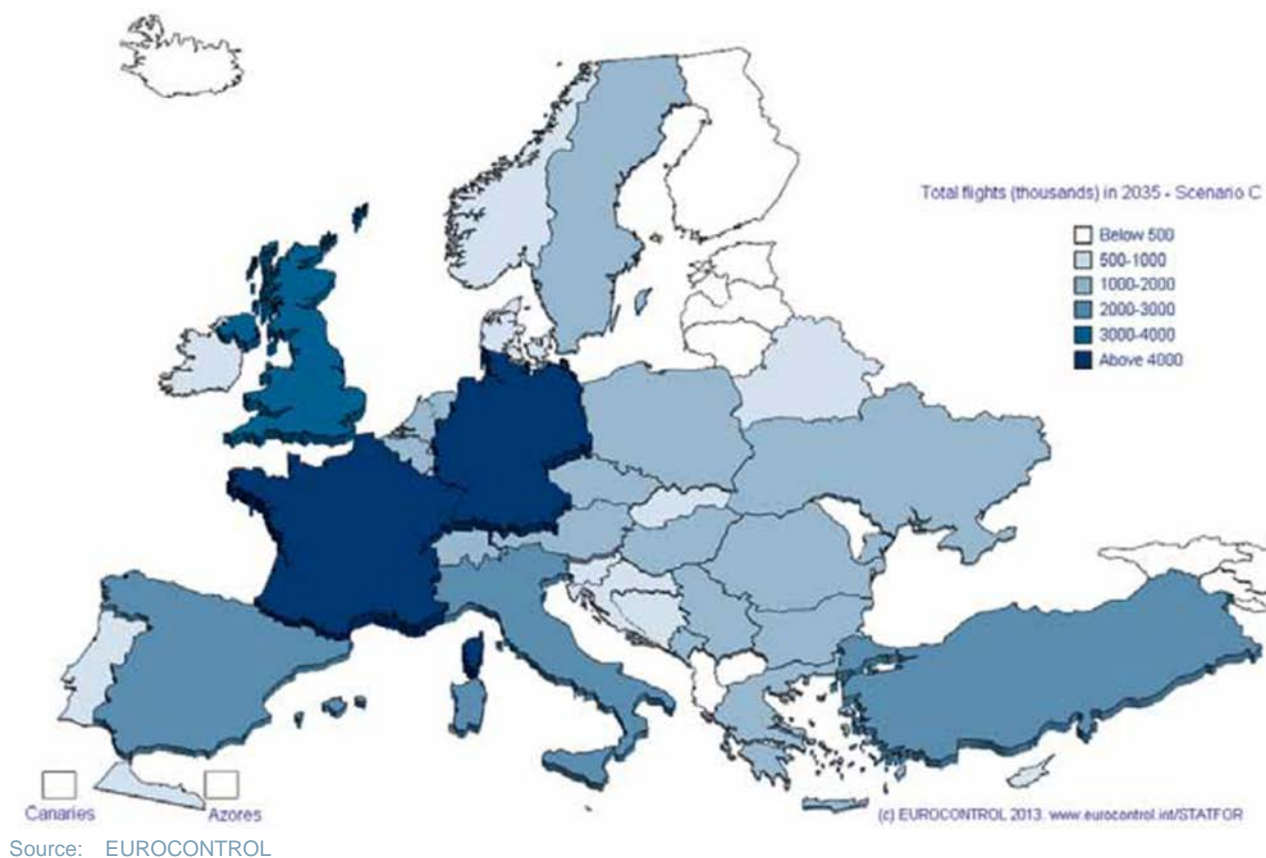 Total flights (thousands) in 2035 - Scenario C
Below 500
500-1000
1000-2000
2000-3000
3000-4000
Above 4000
Canaries
Azores
(c) EUROCONTROL 2013. www.eurocontrol.int/STATFOR
Source: EUROCONTROL